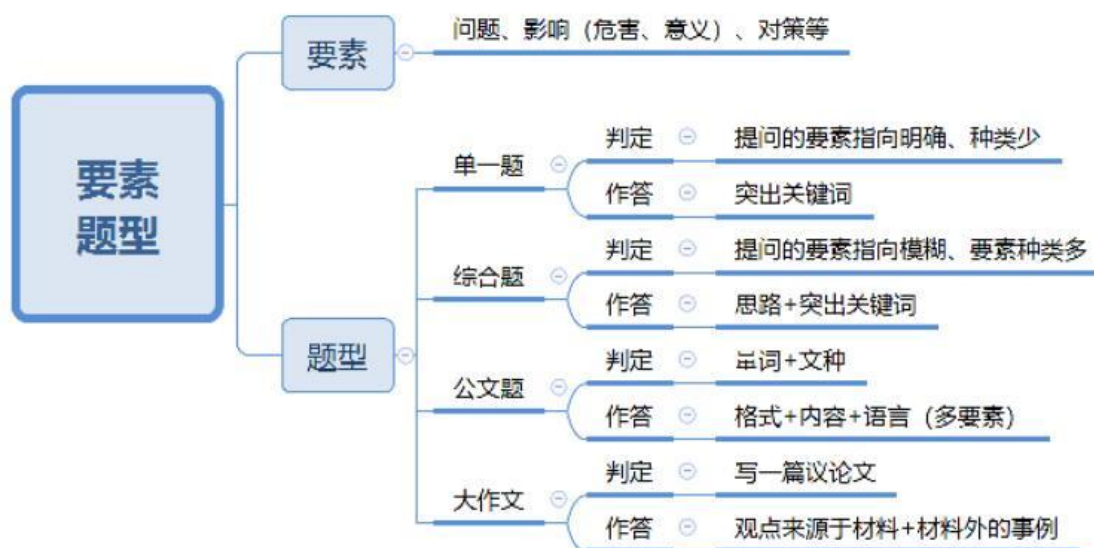 要素
题型
要素
问题、影响（危害、意义）、对策等
题型
单一题
判定
提问的要素指向明确、种类少
作答
突出关键词
综合题
判定
提问的要素指向模糊、要素种类多
作答
思路+突出关键词
公文题
判定
词+文种
作答
格式+内容+语言（多要素）
大作文
判定
写一篇议论文
作答
观点来源于材料+材料外的事例